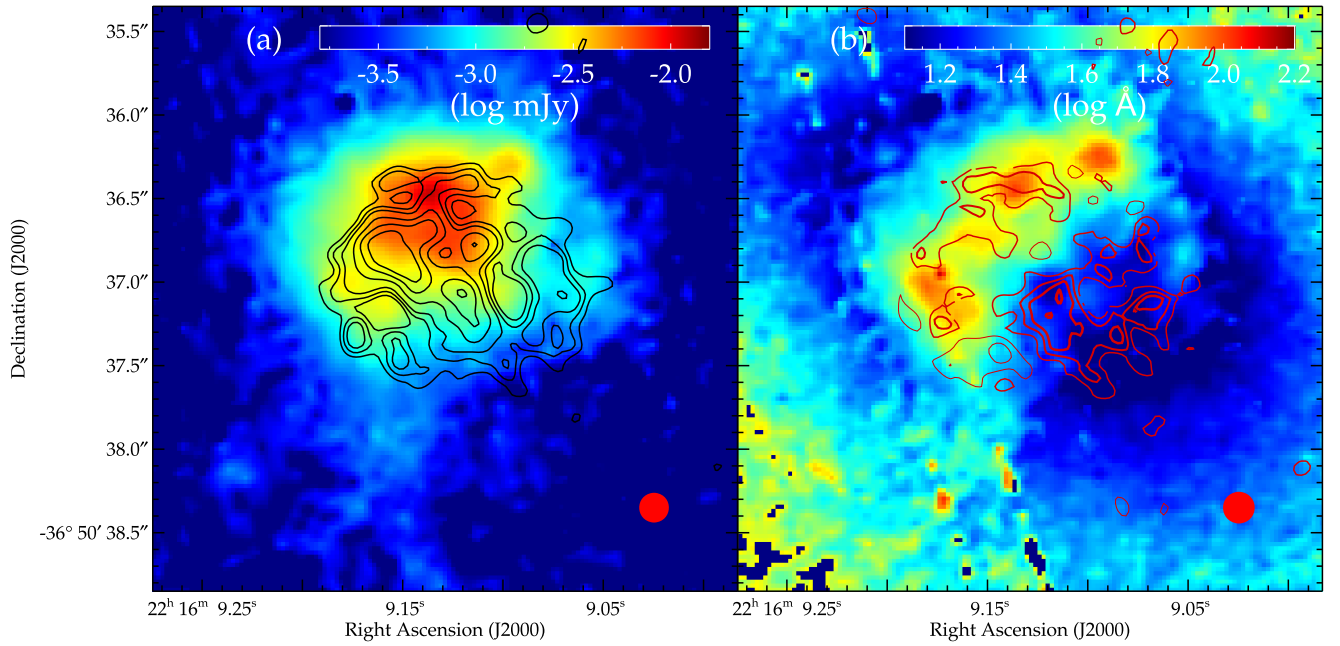 (a)
-3.5 -3.0 -2.5 -2.0
(log mJy)
(b)
1.2 1.4 1.6 1.8 2.0 2.2
(log Å)
35.5″
36.0″
36.5″
37.0″
37.5″
38.0″
-36° 50′ 38.5″
Declination (J2000)
22ʰ 16ᵐ 9.25ˢ 9.15ˢ 9.05ˢ
Right Ascension (J2000)
22ʰ 16ᵐ 9.25ˢ 9.15ˢ 9.05ˢ
Right Ascension (J2000)